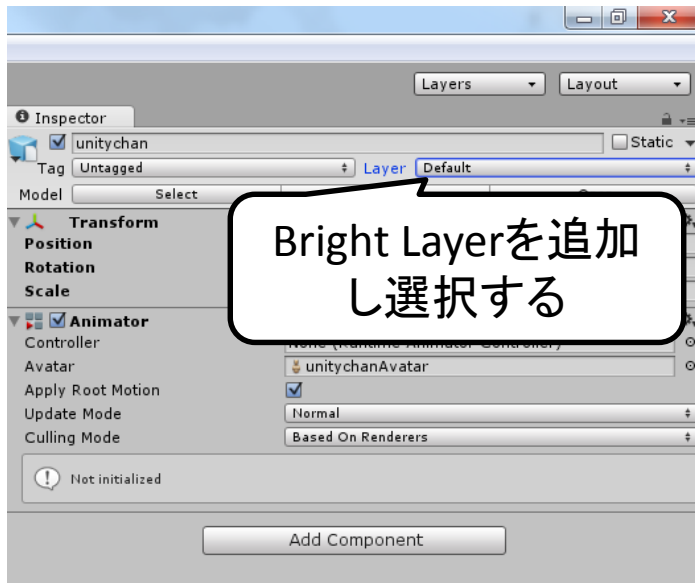 Layers
Layout
Inspector
unitychan
Static
Tag Untagged
Layer Default
Model Select
Transform
Position
Rotation
Scale
Bright Layerを追加
し選択する
Animator
Controller
Avatar
unitychanAvatar
Apply Root Motion
Update Mode
Normal
Culling Mode
Based On Renderers
Not initialized
Add Component